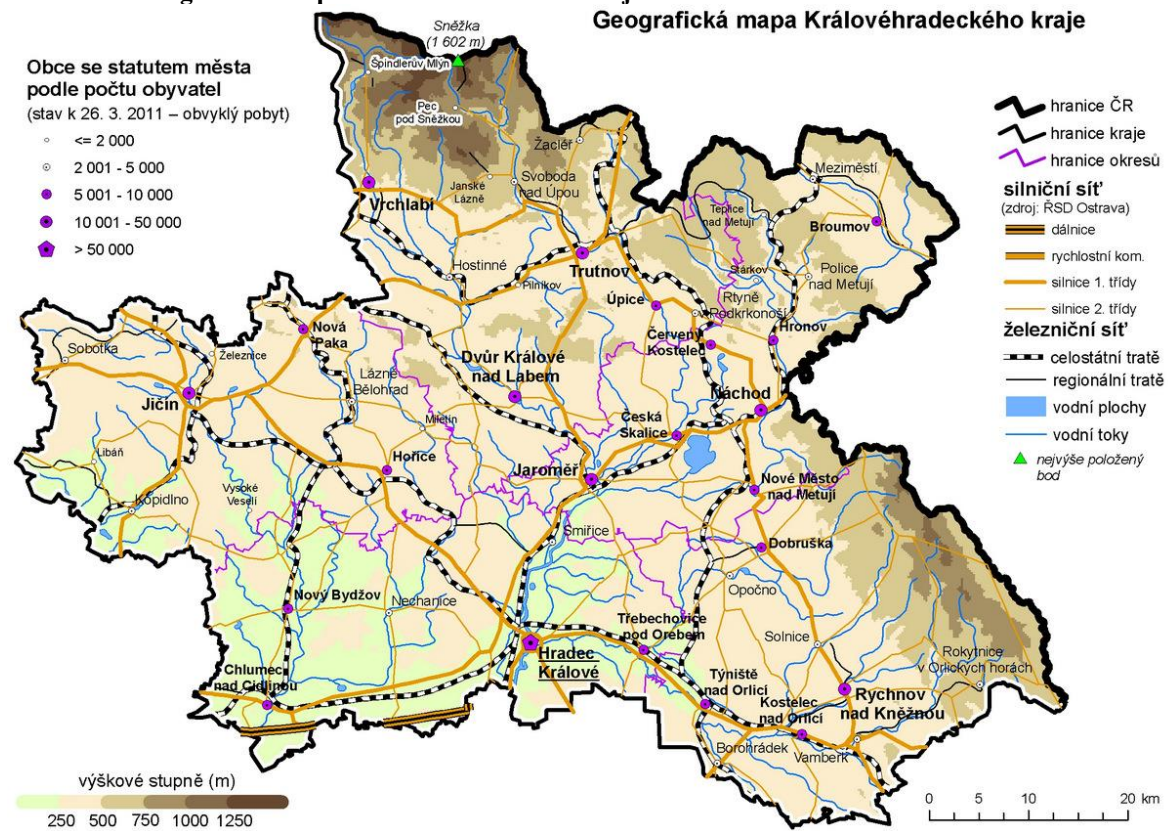 Geografická mapa Královéhradeckého kraje
Sněžka
(1 602 m)
Obce se statutem města
podle počtu obyvatel
(stav k 26. 3. 2011 – obvyklý pobyt)
<= 2 000
2 001 - 5 000
5 001 - 10 000
10 001 - 50 000
> 50 000
hranice ČR
hranice kraje
hranice okresů
silniční síť
(zdroj: ŘSD Ostrava)
dálnice
rychlostní kom.
silnice 1. třídy
silnice 2. třídy
železniční síť
celostátní tratě
regionální tratě
vodní plochy
vodní toky
nejvýše položený
bod
Špindlerův Mlýn
Pec
pod Sněžkou
Žacléř
Janské
Lázně
Svoboda
nad Úpou
Vrchlabí
Meziměstí
Teplice
nad Metují
Broumov
Hostinné
Trutnov
Pilníkov
Stárkov
Police
nad Metují
Úpice
Rtyně
v Podkrkonoší
Hronov
Červený
Kostelec
Nová
Paka
Sobotka
Železnice
Lázně
Bělohrad
Dvůr Králové
nad Labem
Jičín
Náchod
Miletín
Česká
Skalice
Libáň
Hořice
Jaroměř
Vysoké
Veselí
Nové Město
nad Metují
Kopidlno
Smiřice
Dobruška
Opočno
Nový Bydžov
Nechanice
Třebechovice
pod Orebem
Solnice
Hradec
Králové
Rokytnice
v Orlických horách
Chlumec
nad Cidlinou
Týniště
nad Orlicí
Kostelec
nad Orlicí
Rychnov
nad Kněžnou
Borohrádek
Vamberk
výškové stupně (m)
250 500 750 1000 1250
0 5 10 20 km